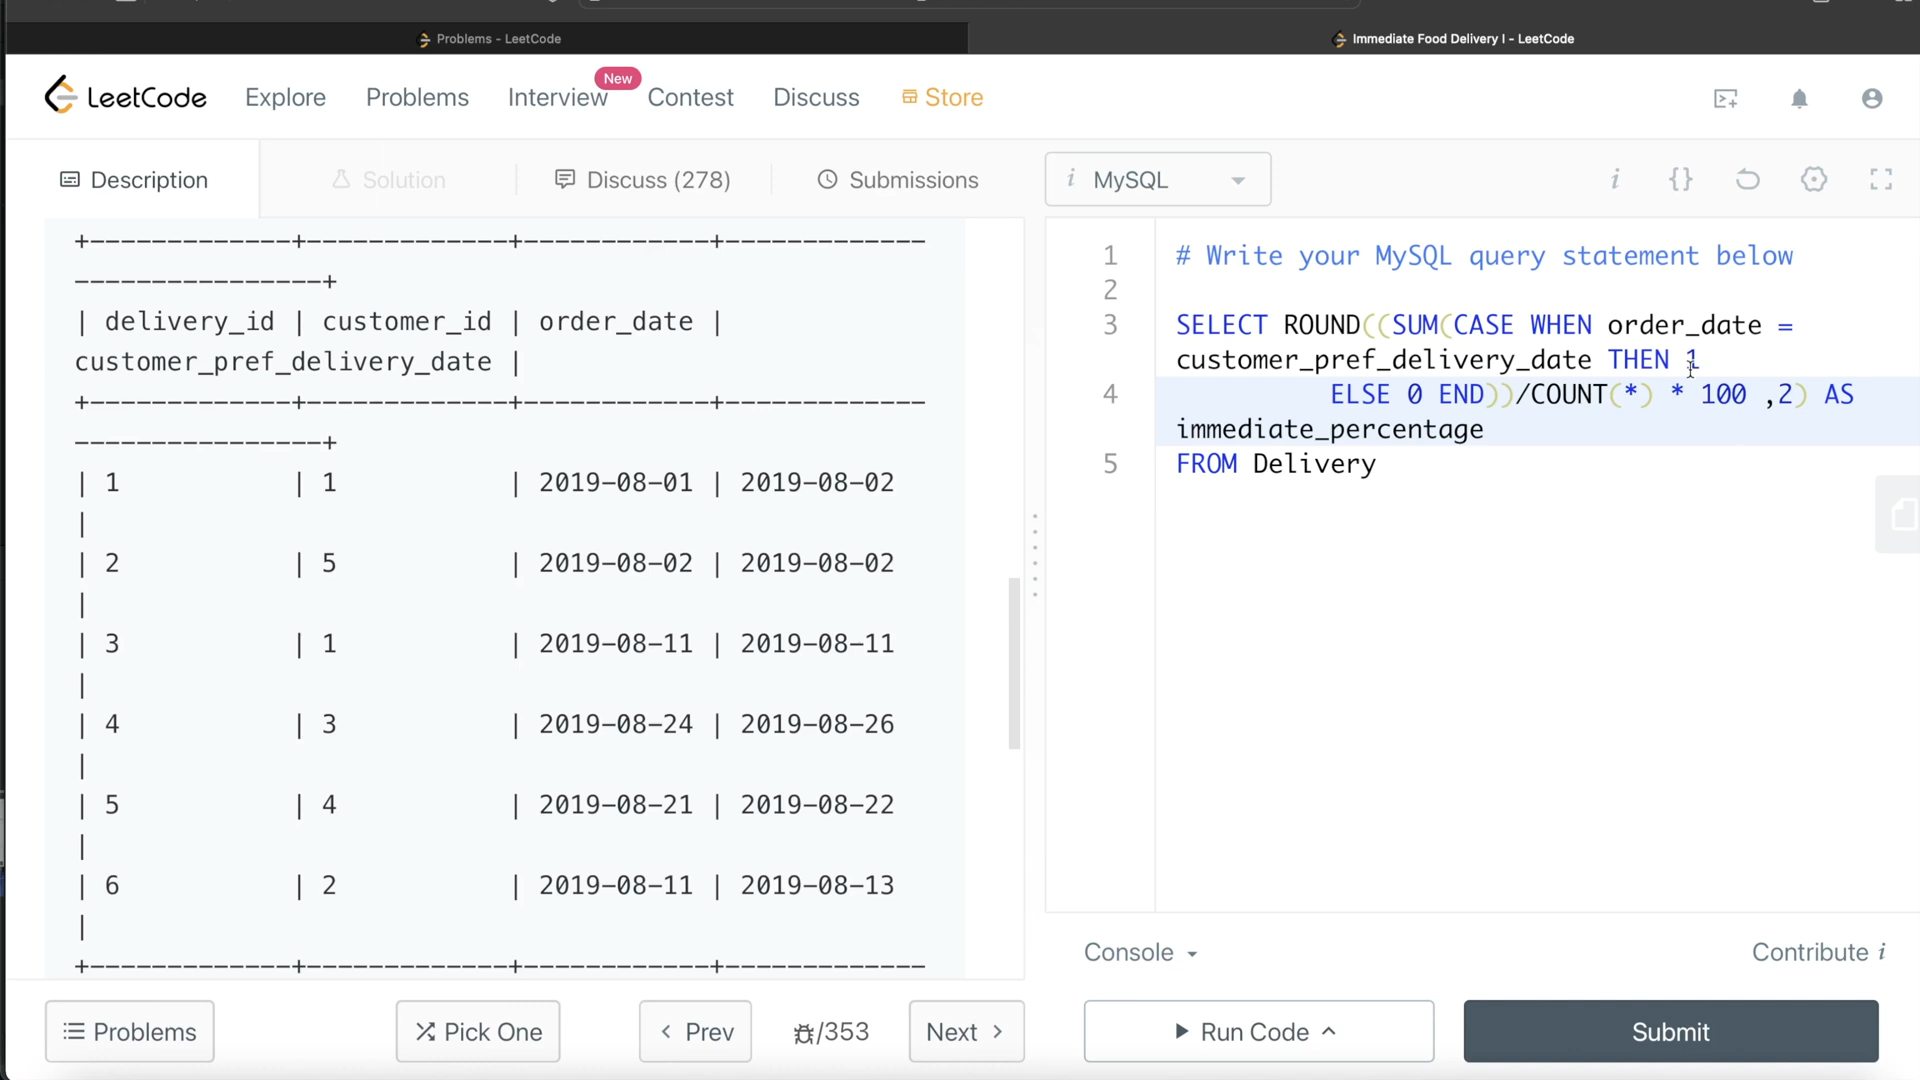 Problems - LeetCode
Immediate Food Delivery I - LeetCode
LeetCode Explore Problems Interview New Contest Discuss Store
Description Solution Discuss (278) Submissions
+-------------+-------------+------------+-------------
----------------+
| delivery_id | customer_id | order_date |
customer_pref_delivery_date |
+-------------+-------------+------------+-------------
----------------+
| 1 | 1 | 2019-08-01 | 2019-08-02
|
| 2 | 5 | 2019-08-02 | 2019-08-02
|
| 3 | 1 | 2019-08-11 | 2019-08-11
|
| 4 | 3 | 2019-08-24 | 2019-08-26
|
| 5 | 4 | 2019-08-21 | 2019-08-22
|
| 6 | 2 | 2019-08-11 | 2019-08-13
|
+-------------+-------------+------------+-------------
Problems Pick One Prev /353 Next
i MySQL i {}
1 # Write your MySQL query statement below
2
3 SELECT ROUND((SUM(CASE WHEN order_date =
customer_pref_delivery_date THEN 1
4 ELSE 0 END))/COUNT(*) * 100 ,2) AS
immediate_percentage
5 FROM Delivery
Console Contribute i
Run Code Submit